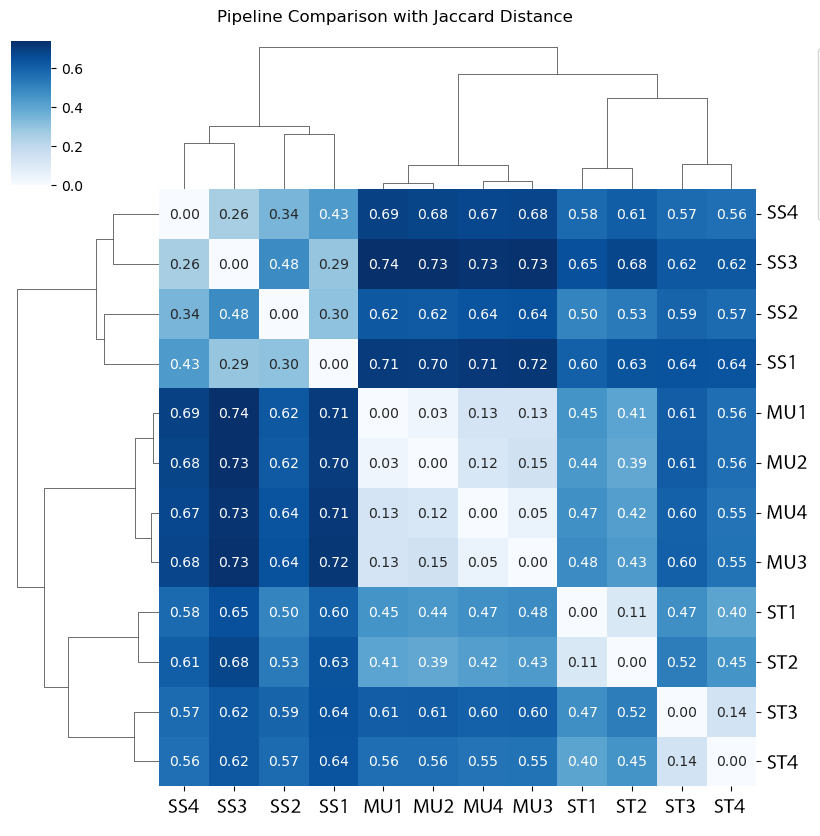 Pipeline Comparison with Jaccard Distance
0.6
0.4
0.2
0.0
0.00 0.26 0.34 0.43 0.69 0.68 0.67 0.68 0.58 0.61 0.57 0.56 SS4
0.26 0.00 0.48 0.29 0.74 0.73 0.73 0.73 0.65 0.68 0.62 0.62 SS3
0.34 0.48 0.00 0.30 0.62 0.62 0.64 0.64 0.50 0.53 0.59 0.57 SS2
0.43 0.29 0.30 0.00 0.71 0.70 0.71 0.72 0.60 0.63 0.64 0.64 SS1
0.69 0.74 0.62 0.71 0.00 0.03 0.13 0.13 0.45 0.41 0.61 0.56 MU1
0.68 0.73 0.62 0.70 0.03 0.00 0.12 0.15 0.44 0.39 0.61 0.56 MU2
0.67 0.73 0.64 0.71 0.13 0.12 0.00 0.05 0.47 0.42 0.60 0.55 MU4
0.68 0.73 0.64 0.72 0.13 0.15 0.05 0.00 0.48 0.43 0.60 0.55 MU3
0.58 0.65 0.50 0.60 0.45 0.44 0.47 0.48 0.00 0.11 0.47 0.40 ST1
0.61 0.68 0.53 0.63 0.41 0.39 0.42 0.43 0.11 0.00 0.52 0.45 ST2
0.57 0.62 0.59 0.64 0.61 0.61 0.60 0.60 0.47 0.52 0.00 0.14 ST3
0.56 0.62 0.57 0.64 0.56 0.56 0.55 0.55 0.40 0.45 0.14 0.00 ST4
SS4 SS3 SS2 SS1 MU1 MU2 MU4 MU3 ST1 ST2 ST3 ST4